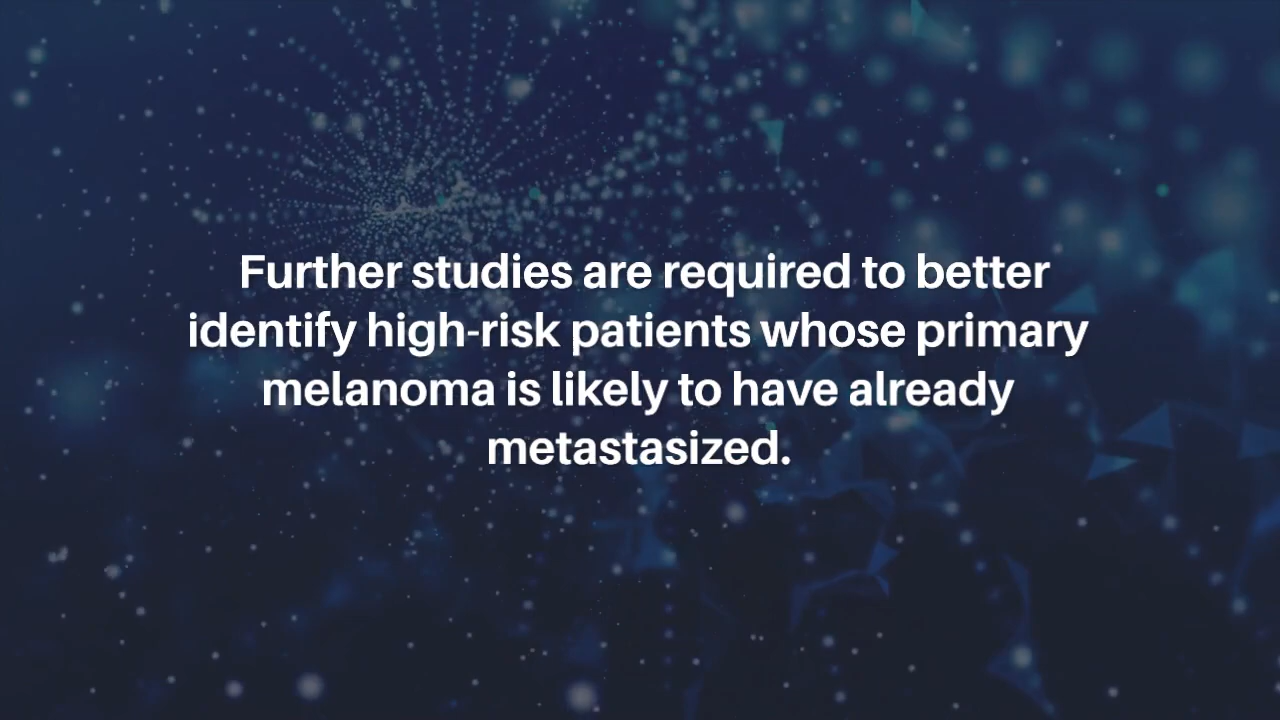 Further studies are required to better
identify high-risk patients whose primary
melanoma is likely to have already
metastasized.